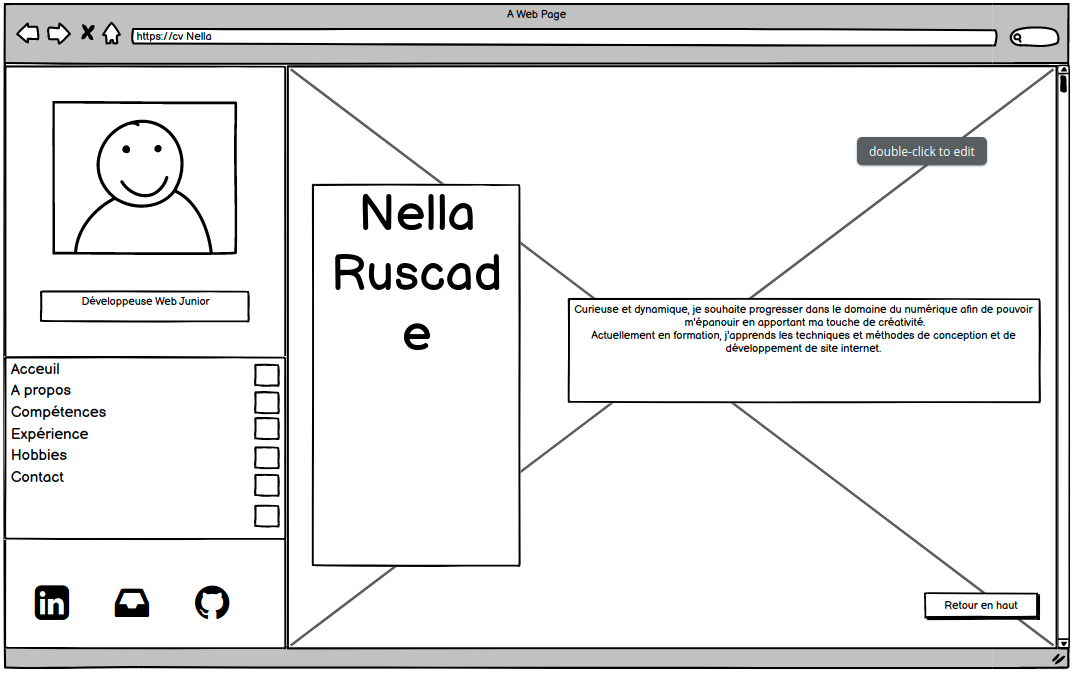 A Web Page
https://cv Nella
double-click to edit
Développeuse Web Junior
Acceuil
A propos
Compétences
Expérience
Hobbies
Contact
in
Nella
Ruscad
e
Curieuse et dynamique, je souhaite progresser dans le domaine du numérique afin de pouvoir
m'épanouir en apportant ma touche de créativité.
Actuellement en formation, j'apprends les techniques et méthodes de conception et de
développement de site internet.
Retour en haut